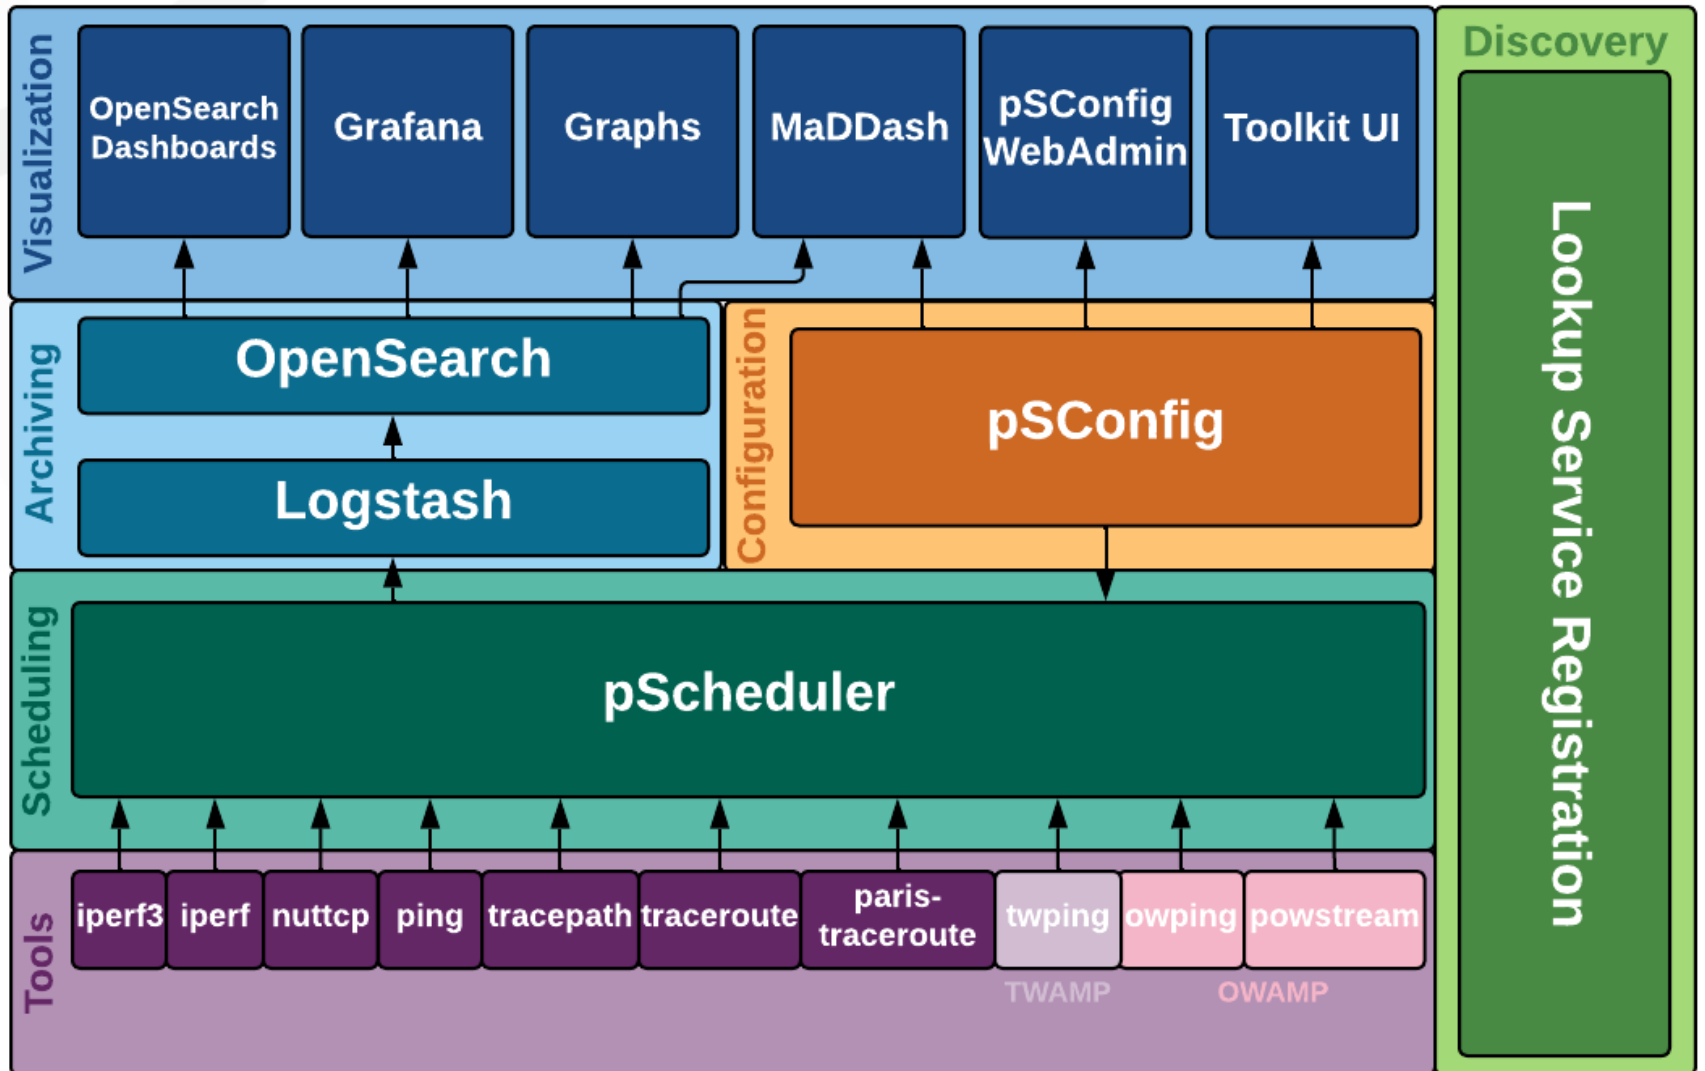 Visualization
OpenSearch
Dashboards
Grafana
Graphs
MaDDash
pSConfig
WebAdmin
Toolkit UI
Discovery
Lookup Service Registration
Archiving
OpenSearch
Logstash
Configuration
pSConfig
Scheduling
pScheduler
Tools
iperf3
iperf
nuttcp
ping
tracepath
traceroute
paris-
traceroute
twping
owping
powstream
TWAMP
OWAMP